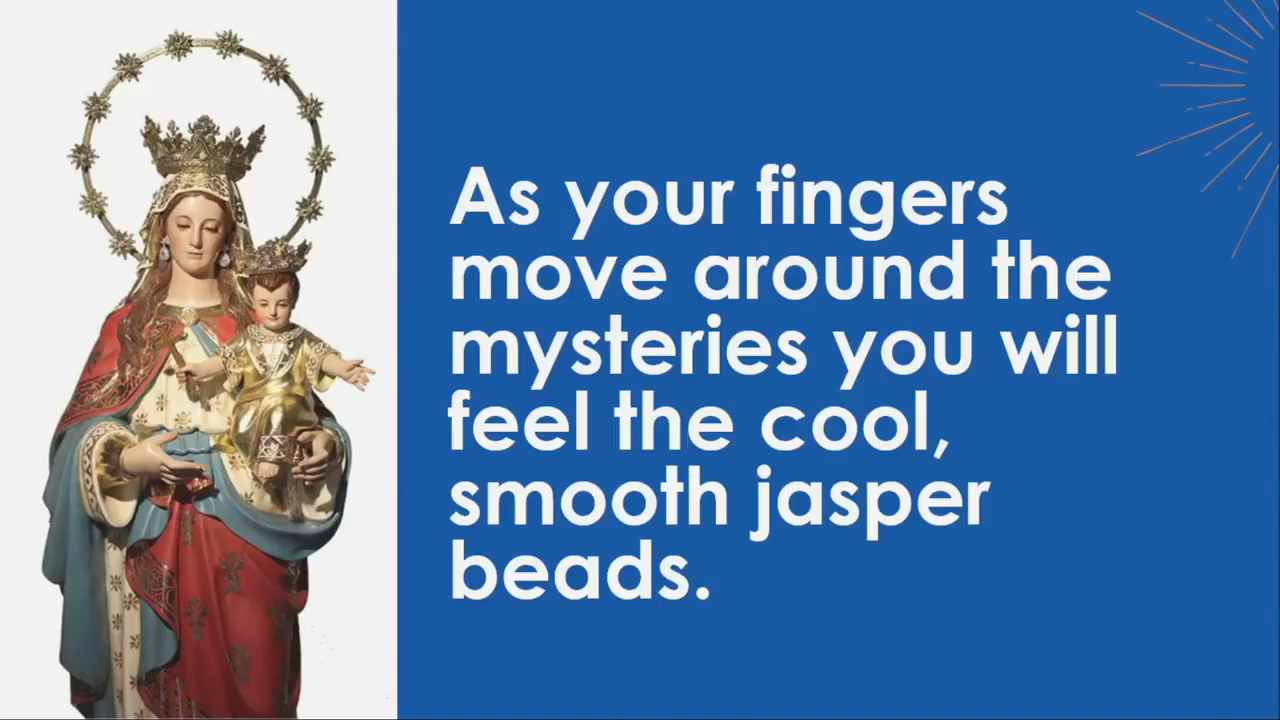 As your fingers
move around the
mysteries you will
feel the cool,
smooth jasper
beads.